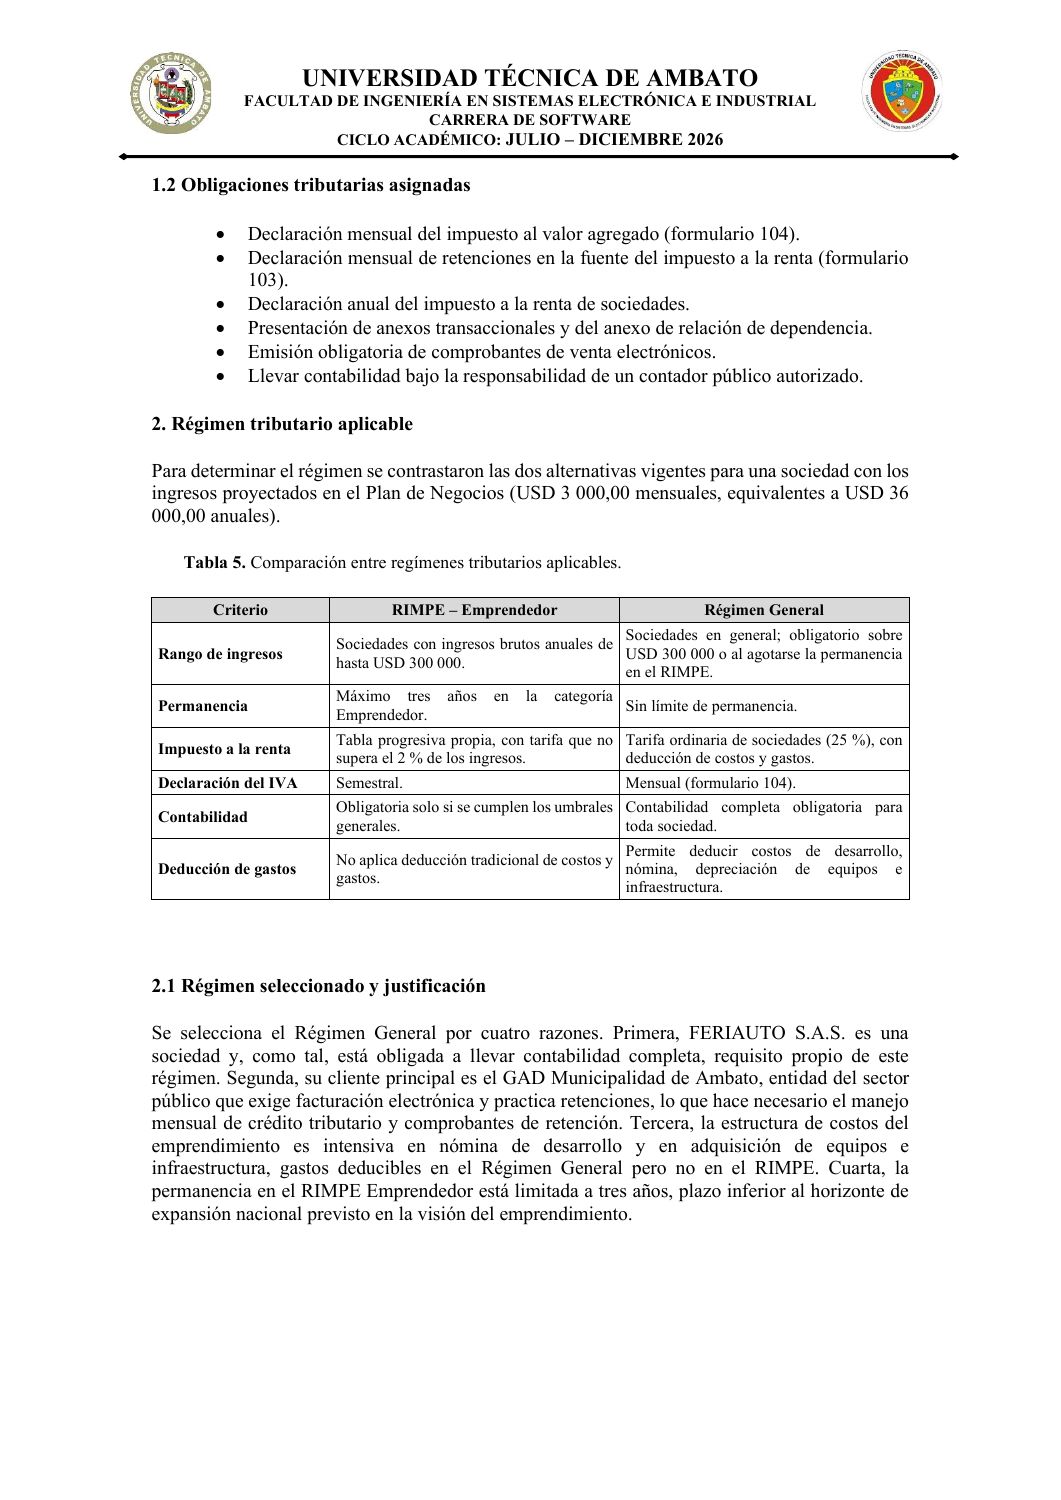 UNIVERSIDAD TÉCNICA DE AMBATO
FACULTAD DE INGENIERÍA EN SISTEMAS ELECTRÓNICA E INDUSTRIAL
CARRERA DE SOFTWARE
CICLO ACADÉMICO: JULIO – DICIEMBRE 2026
1.2 Obligaciones tributarias asignadas
• Declaración mensual del impuesto al valor agregado (formulario 104).
• Declaración mensual de retenciones en la fuente del impuesto a la renta (formulario
103).
• Declaración anual del impuesto a la renta de sociedades.
• Presentación de anexos transaccionales y del anexo de relación de dependencia.
• Emisión obligatoria de comprobantes de venta electrónicos.
• Llevar contabilidad bajo la responsabilidad de un contador público autorizado.
2. Régimen tributario aplicable
Para determinar el régimen se contrastaron las dos alternativas vigentes para una sociedad con los
ingresos proyectados en el Plan de Negocios (USD 3 000,00 mensuales, equivalentes a USD 36
000,00 anuales).
Tabla 5. Comparación entre regímenes tributarios aplicables.
Criterio
RIMPE – Emprendedor
Régimen General
Rango de ingresos
Sociedades con ingresos brutos anuales de
hasta USD 300 000.
Sociedades en general; obligatorio sobre
USD 300 000 o al agotarse la permanencia
en el RIMPE.
Permanencia
Máximo tres años en la categoría
Emprendedor.
Sin límite de permanencia.
Impuesto a la renta
Tabla progresiva propia, con tarifa que no
supera el 2 % de los ingresos.
Tarifa ordinaria de sociedades (25 %), con
deducción de costos y gastos.
Declaración del IVA
Semestral.
Mensual (formulario 104).
Contabilidad
Obligatoria solo si se cumplen los umbrales
generales.
Contabilidad completa obligatoria para
toda sociedad.
Deducción de gastos
No aplica deducción tradicional de costos y
gastos.
Permite deducir costos de desarrollo,
nómina, depreciación de equipos e
infraestructura.
2.1 Régimen seleccionado y justificación
Se selecciona el Régimen General por cuatro razones. Primera, FERIAUTO S.A.S. es una
sociedad y, como tal, está obligada a llevar contabilidad completa, requisito propio de este
régimen. Segunda, su cliente principal es el GAD Municipalidad de Ambato, entidad del sector
público que exige facturación electrónica y practica retenciones, lo que hace necesario el manejo
mensual de crédito tributario y comprobantes de retención. Tercera, la estructura de costos del
emprendimiento es intensiva en nómina de desarrollo y en adquisición de equipos e
infraestructura, gastos deducibles en el Régimen General pero no en el RIMPE. Cuarta, la
permanencia en el RIMPE Emprendedor está limitada a tres años, plazo inferior al horizonte de
expansión nacional previsto en la visión del emprendimiento.